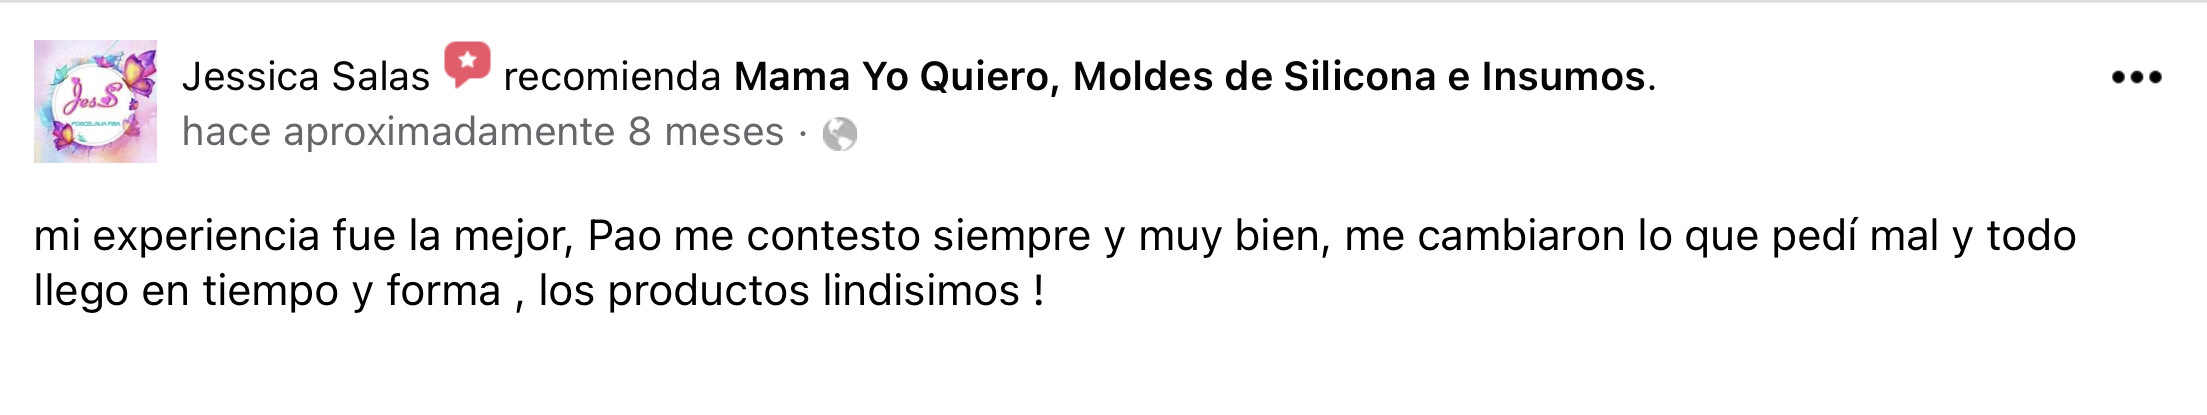 JesS
PORCELANA FRIA
Jessica Salas recomienda Mama Yo Quiero, Moldes de Silicona e Insumos.
hace aproximadamente 8 meses ·
mi experiencia fue la mejor, Pao me contesto siempre y muy bien, me cambiaron lo que pedí mal y todo
llego en tiempo y forma , los productos lindisimos !